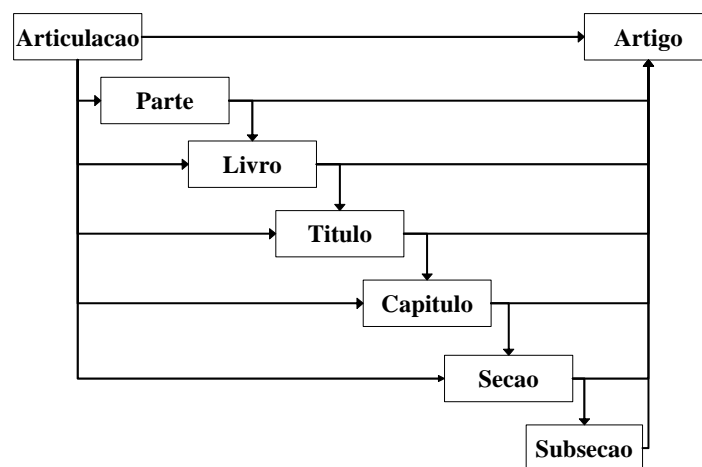 Articulacao
Artigo
Parte
Livro
Titulo
Capitulo
Secao
Subsecao